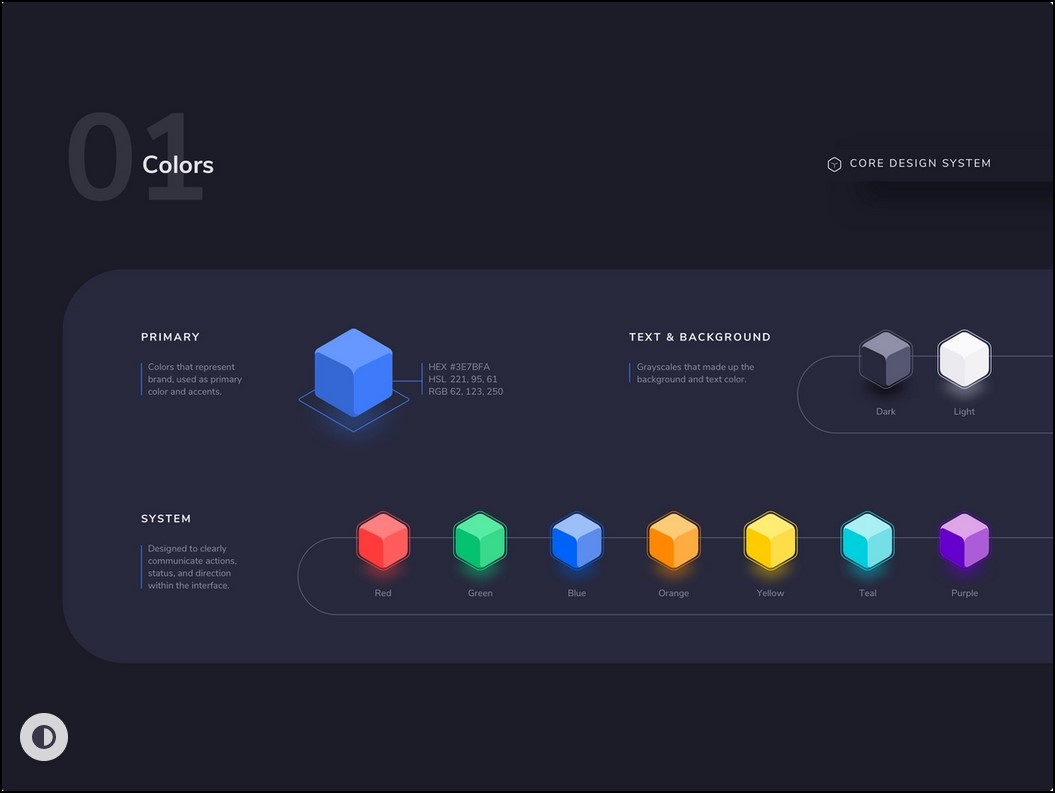 01
Colors
CORE DESIGN SYSTEM
PRIMARY
Colors that represent
brand, used as primary
color and accents.
HEX #3E7BFA
HSL 221, 95, 61
RGB 62, 123, 250
TEXT & BACKGROUND
Grayscales that made up the
background and text color.
Dark
Light
SYSTEM
Designed to clearly
communicate actions,
status, and direction
within the interface.
Red
Green
Blue
Orange
Yellow
Teal
Purple